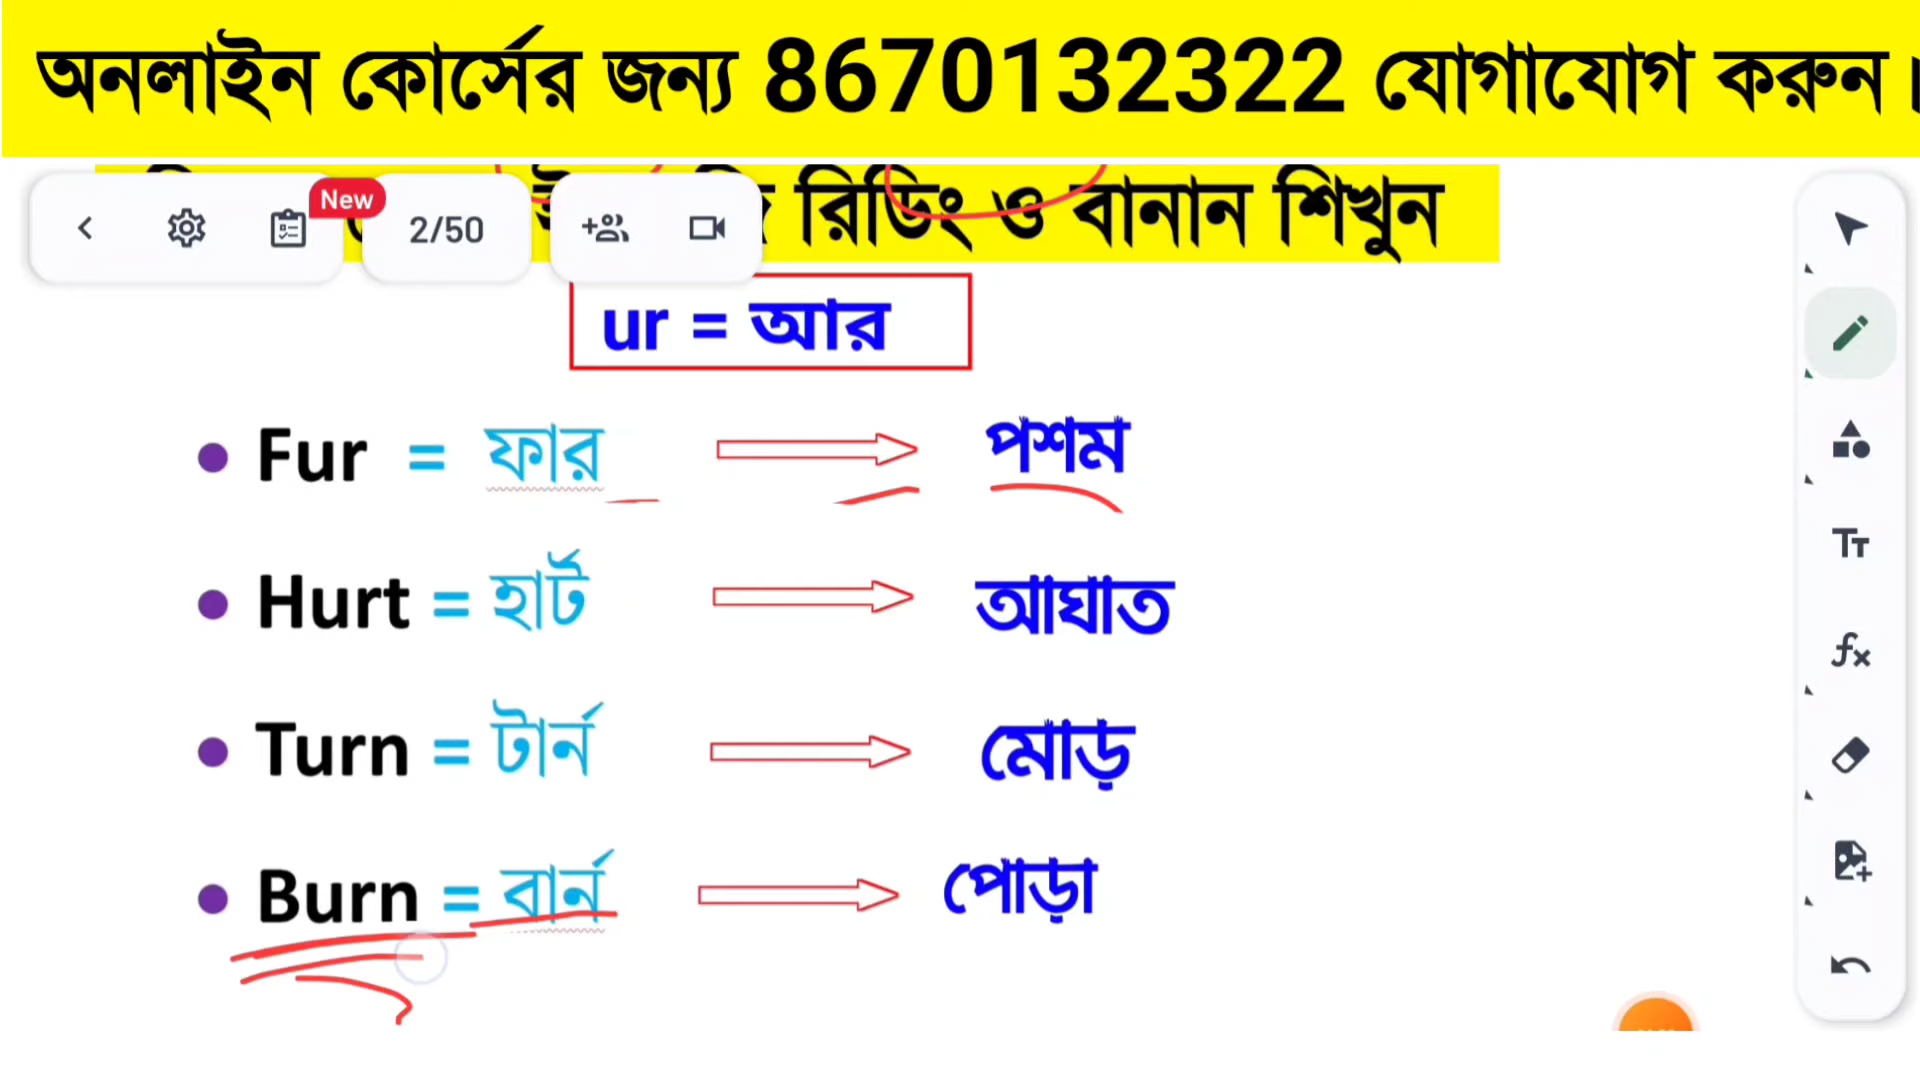 অনলাইন কোর্সের জন্য 8670132322 যোগাযোগ করুন।
রিডিং ও বানান শিখুন
New
2/50
ur = আর
Fur = ফার পশম
Hurt = হার্ট আঘাত
Turn = টার্ন মোড়
Burn = বার্ন পোড়া